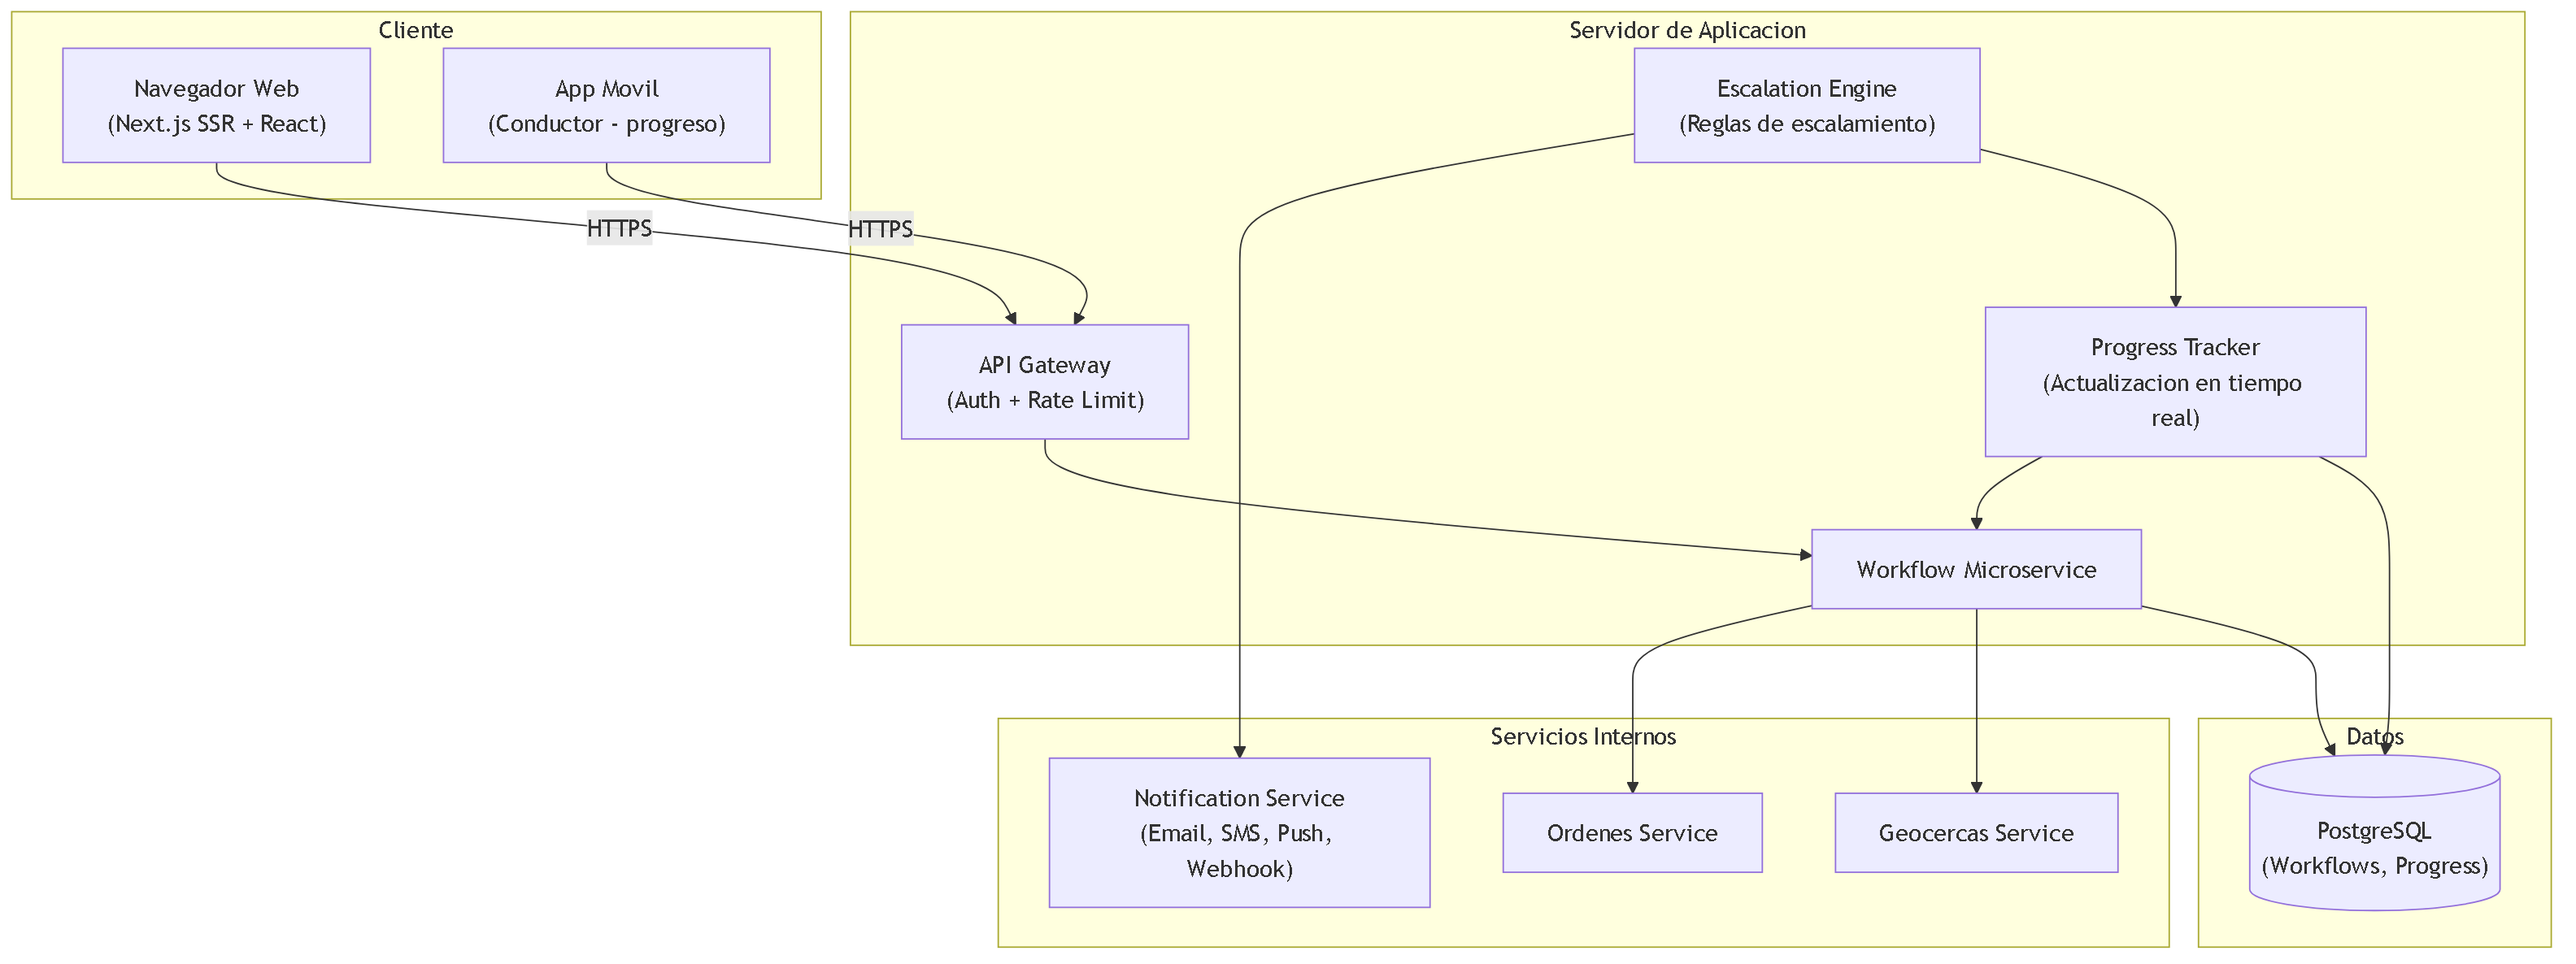 Cliente
Navegador Web
(Next.js SSR + React)
App Movil
(Conductor - progreso)
HTTPS
HTTPS
Servidor de Aplicacion
Escalation Engine
(Reglas de escalamiento)
API Gateway
(Auth + Rate Limit)
Progress Tracker
(Actualizacion en tiempo
real)
Workflow Microservice
Servicios Internos
Notification Service
(Email, SMS, Push,
Webhook)
Ordenes Service
Geocercas Service
Datos
PostgreSQL
(Workflows, Progress)